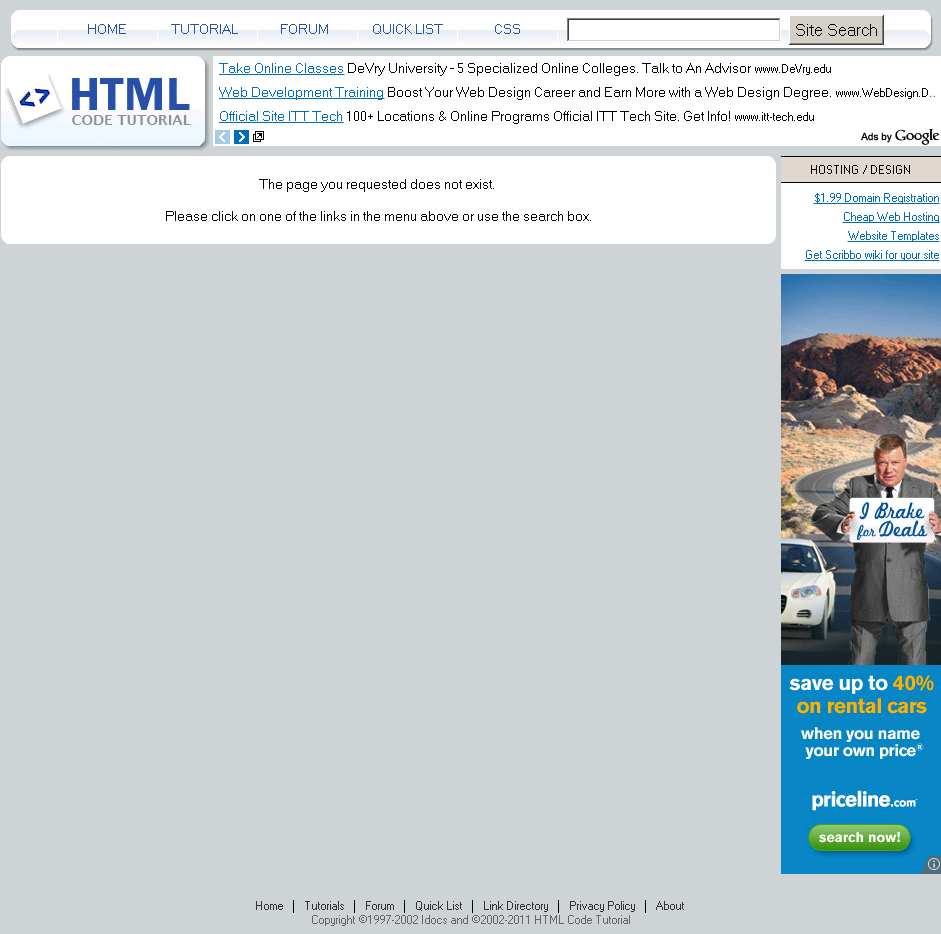 HOME TUTORIAL FORUM QUICK LIST CSS Site Search
<?> HTML
CODE TUTORIAL
Take Online Classes DeVry University - 5 Specialized Online Colleges. Talk to An Advisor www.DeVry.edu
Web Development Training Boost Your Web Design Career and Earn More with a Web Design Degree. www.WebDesign.D..
Official Site ITT Tech 100+ Locations & Online Programs Official ITT Tech Site. Get Info! www.itt-tech.edu
Ads by Google
The page you requested does not exist.
Please click on one of the links in the menu above or use the search box.
HOSTING / DESIGN
$1.99 Domain Registration
Cheap Web Hosting
Website Templates
Get Scribbo wiki for your site
I Brake
for Deals
save up to 40%
on rental cars
when you name
your own price®
priceline.com
search now!
Home | Tutorials | Forum | Quick List | Link Directory | Privacy Policy | About
Copyright ©1997-2002 Idocs and ©2002-2011 HTML Code Tutorial